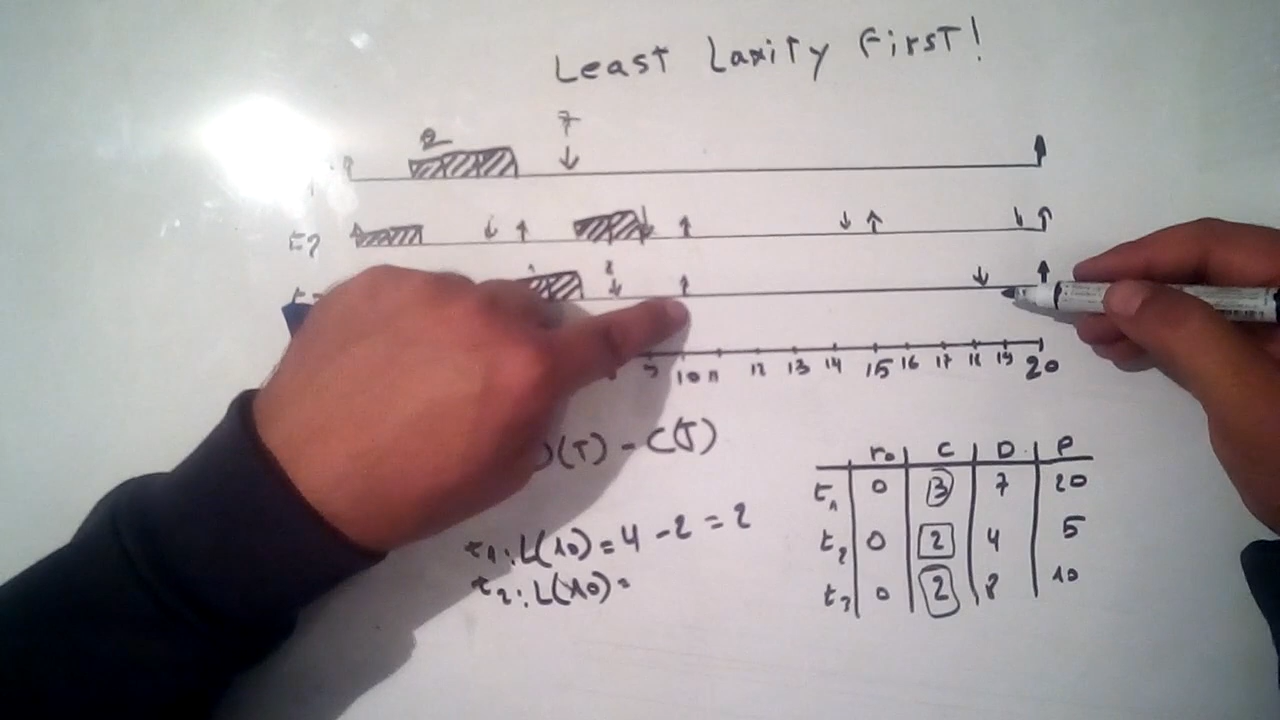 Least Laxity First!
2
7
t2
8
9 10 11 12 13 14 15 16 17 18 19 20
D(T) - C(T)
r0 C D P
t1 0 3 7 20
t2 0 2 4 5
t3 0 2 8 10
t1: L(10) = 4 - 2 = 2
t2: L(10) =